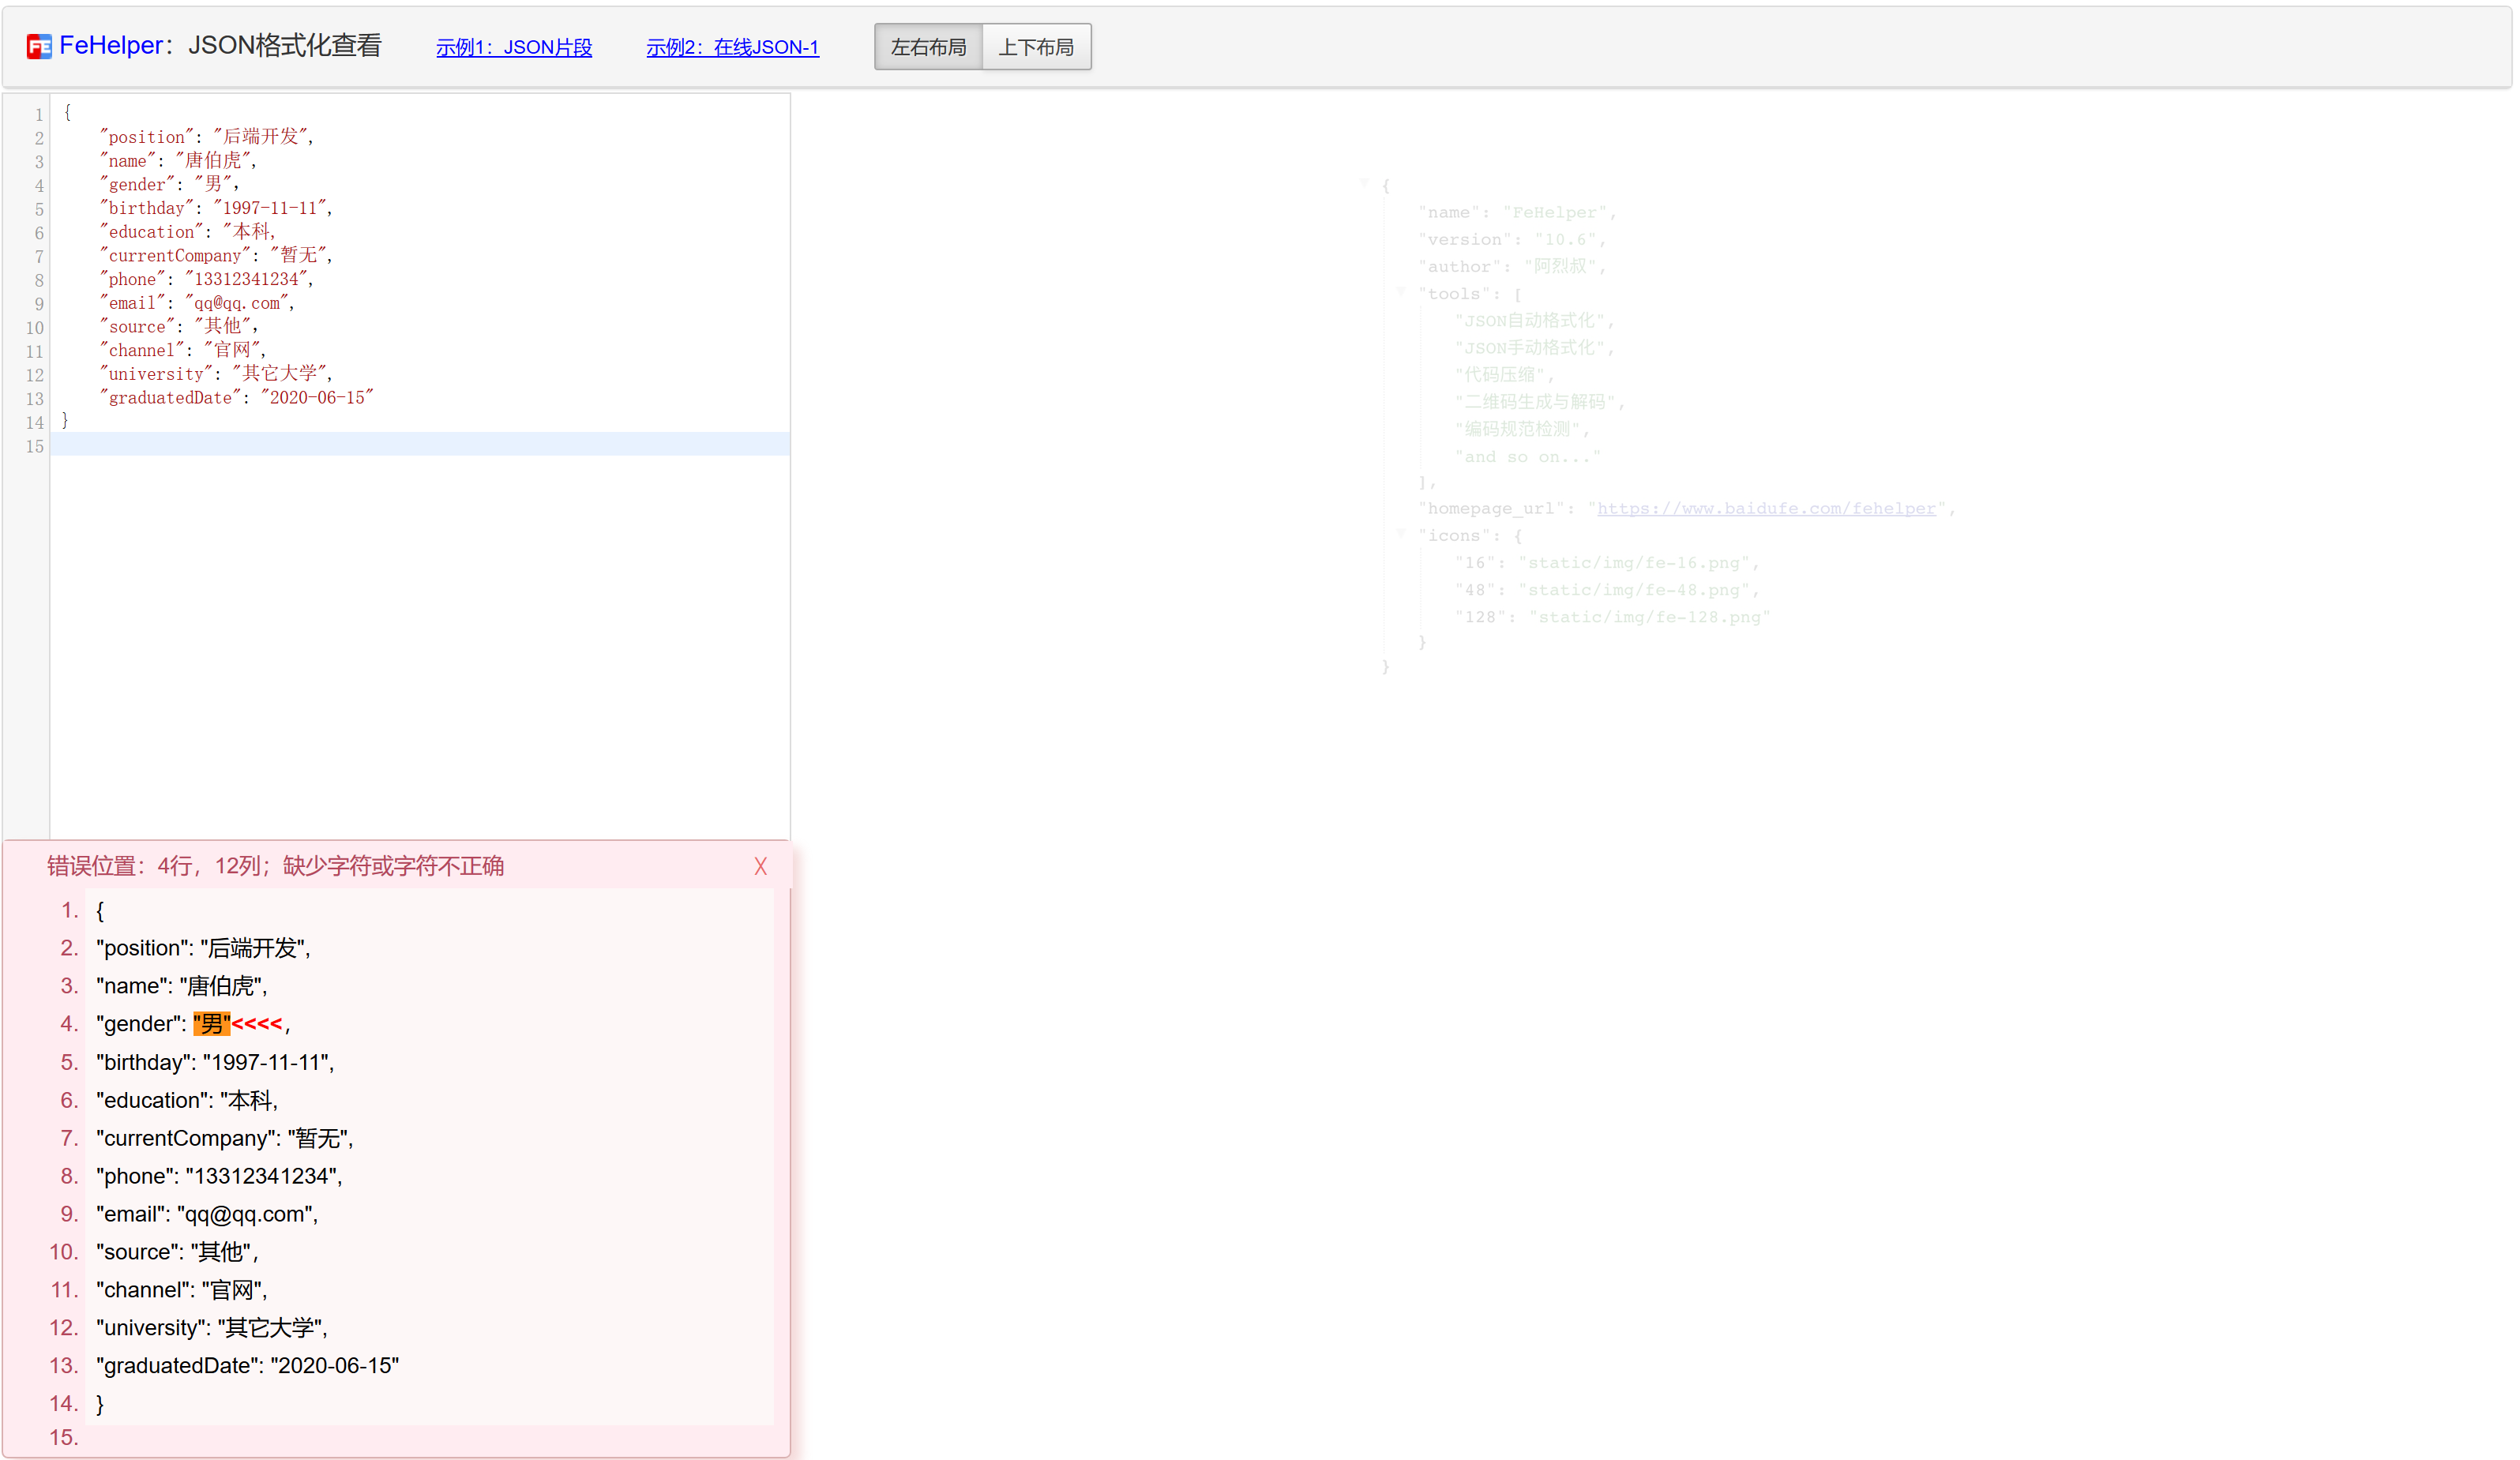 FeHelper：JSON格式化查看 示例1：JSON片段 示例2：在线JSON-1 左右布局 上下布局
1 {
2 "position": "后端开发",
3 "name": "唐伯虎",
4 "gender": "男"，
5 "birthday": "1997-11-11",
6 "education": "本科,
7 "currentCompany": "暂无",
8 "phone": "13312341234",
9 "email": "qq@qq.com",
10 "source": "其他"，
11 "channel": "官网",
12 "university": "其它大学",
13 "graduatedDate": "2020-06-15"
14 }
15
错误位置：4行，12列；缺少字符或字符不正确 X
1. {
2. "position": "后端开发",
3. "name": "唐伯虎",
4. "gender": "男"<<<<，
5. "birthday": "1997-11-11",
6. "education": "本科,
7. "currentCompany": "暂无",
8. "phone": "13312341234",
9. "email": "qq@qq.com",
10. "source": "其他"，
11. "channel": "官网",
12. "university": "其它大学",
13. "graduatedDate": "2020-06-15"
14. }
15.
{
"name": "FeHelper",
"version": "10.6",
"author": "阿烈叔",
"tools": [
"JSON自动格式化",
"JSON手动格式化",
"代码压缩",
"二维码生成与解码",
"编码规范检测",
"and so on..."
],
"homepage_url": "https://www.baidufe.com/fehelper",
"icons": {
"16": "static/img/fe-16.png",
"48": "static/img/fe-48.png",
"128": "static/img/fe-128.png"
}
}